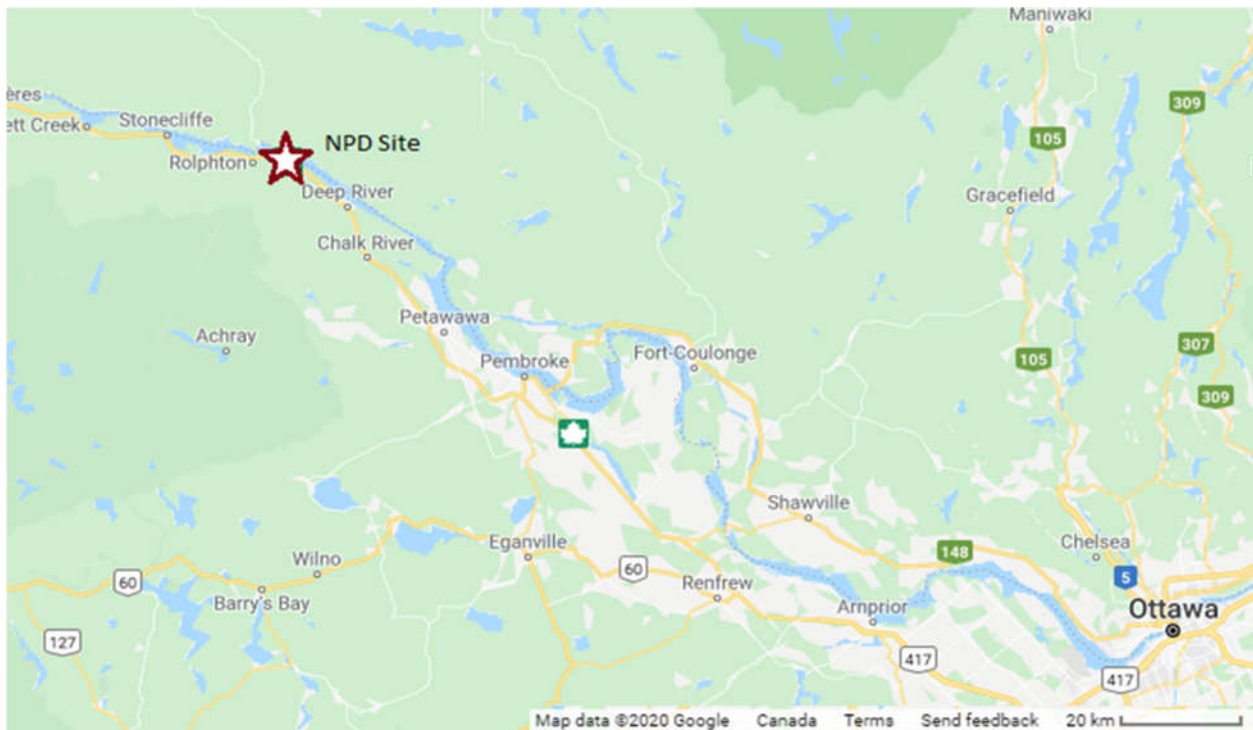 Maniwaki
309
ères
ett Creek
Stonecliffe
Rolphton
NPD Site
105
Deep River
Gracefield
Chalk River
Achray
Petawawa
Pembroke
Fort-Coulonge
105
307
309
Shawville
Eganville
Wilno
60
60
Barry's Bay
Renfrew
148
Chelsea
5
Arnprior
Ottawa
127
417
417
Map data ©2020 Google Canada Terms Send feedback 20 km